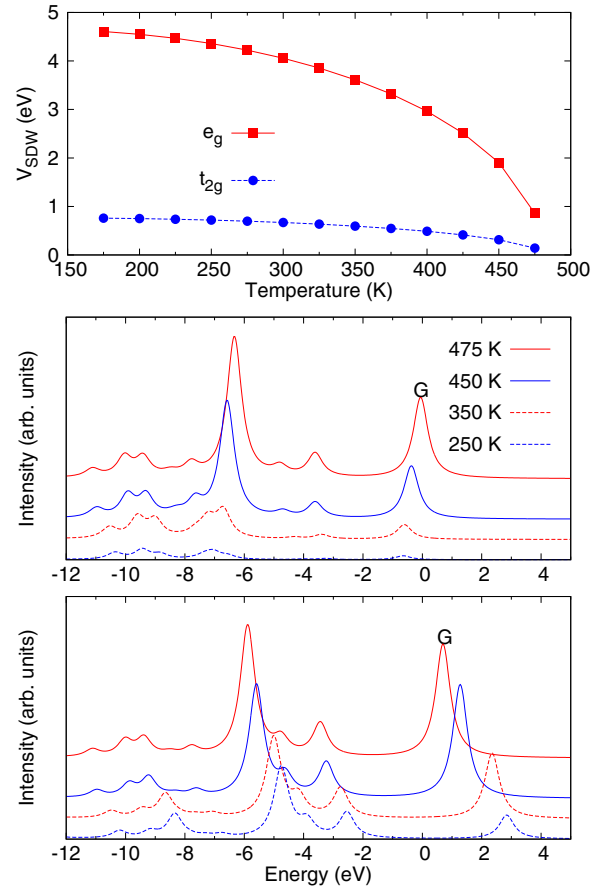 5
4
3
2
1
0
V_SDW (eV)
e_g
t_2g
150 200 250 300 350 400 450 500
Temperature (K)
Intensity (arb. units)
G
475 K
450 K
350 K
250 K
-12 -10 -8 -6 -4 -2 0 2 4
Intensity (arb. units)
G
-12 -10 -8 -6 -4 -2 0 2 4
Energy (eV)